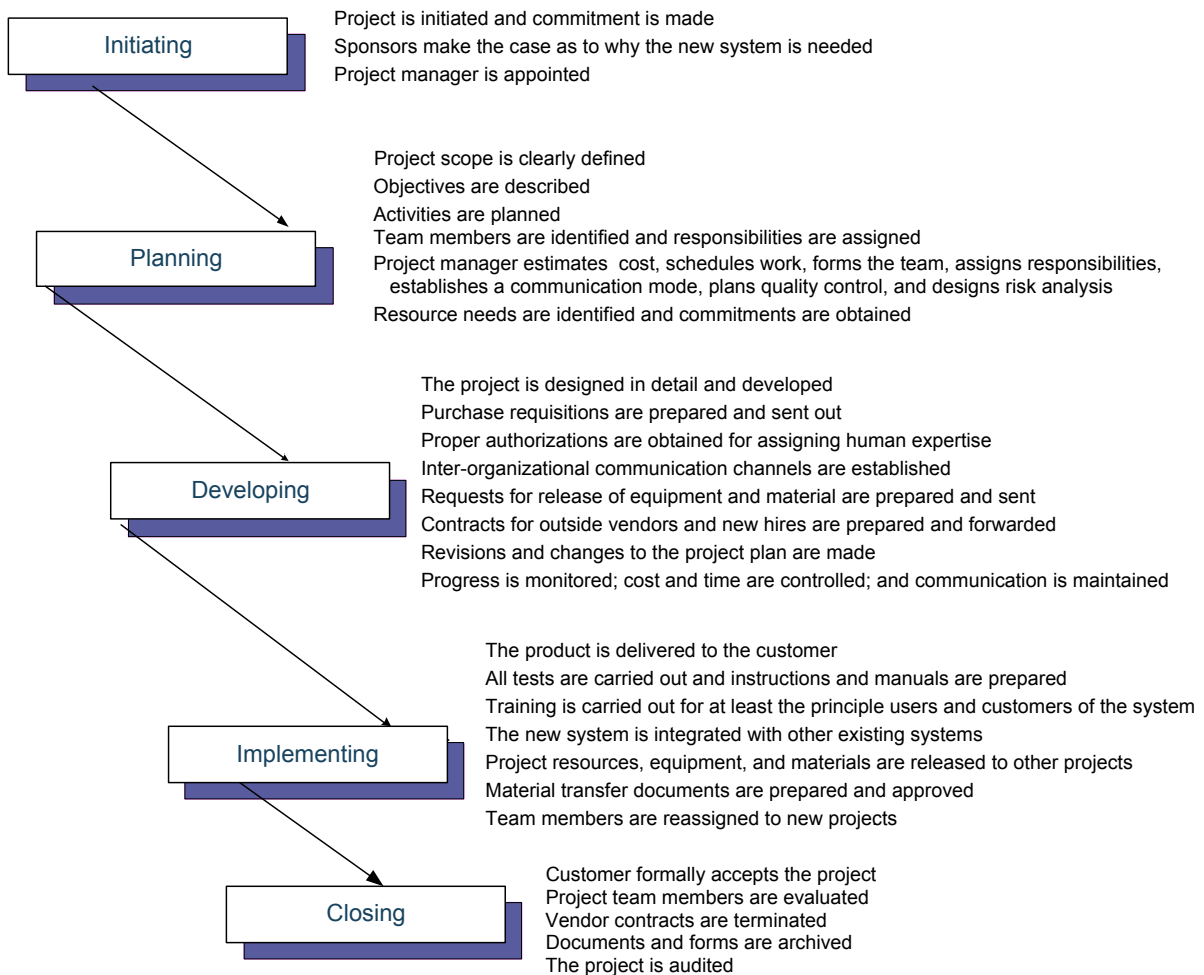 Initiating
Project is initiated and commitment is made
Sponsors make the case as to why the new system is needed
Project manager is appointed
Planning
Project scope is clearly defined
Objectives are described
Activities are planned
Team members are identified and responsibilities are assigned
Project manager estimates cost, schedules work, forms the team, assigns responsibilities,
establishes a communication mode, plans quality control, and designs risk analysis
Resource needs are identified and commitments are obtained
Developing
The project is designed in detail and developed
Purchase requisitions are prepared and sent out
Proper authorizations are obtained for assigning human expertise
Inter-organizational communication channels are established
Requests for release of equipment and material are prepared and sent
Contracts for outside vendors and new hires are prepared and forwarded
Revisions and changes to the project plan are made
Progress is monitored; cost and time are controlled; and communication is maintained
Implementing
The product is delivered to the customer
All tests are carried out and instructions and manuals are prepared
Training is carried out for at least the principle users and customers of the system
The new system is integrated with other existing systems
Project resources, equipment, and materials are released to other projects
Material transfer documents are prepared and approved
Team members are reassigned to new projects
Closing
Customer formally accepts the project
Project team members are evaluated
Vendor contracts are terminated
Documents and forms are archived
The project is audited